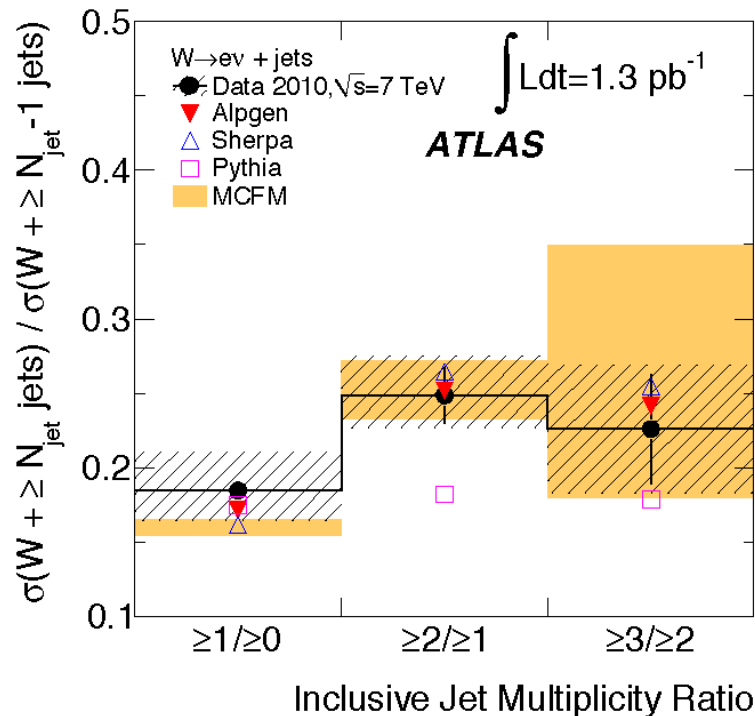 0.5
0.4
0.3
0.2
0.1
σ(W + ≥ N_jet jets) / σ(W + ≥ N_jet-1 jets)
W→eν + jets
Data 2010,√s=7 TeV
Alpgen
Sherpa
Pythia
MCFM
∫Ldt=1.3 pb⁻¹
ATLAS
≥1/≥0 ≥2/≥1 ≥3/≥2
Inclusive Jet Multiplicity Ratio